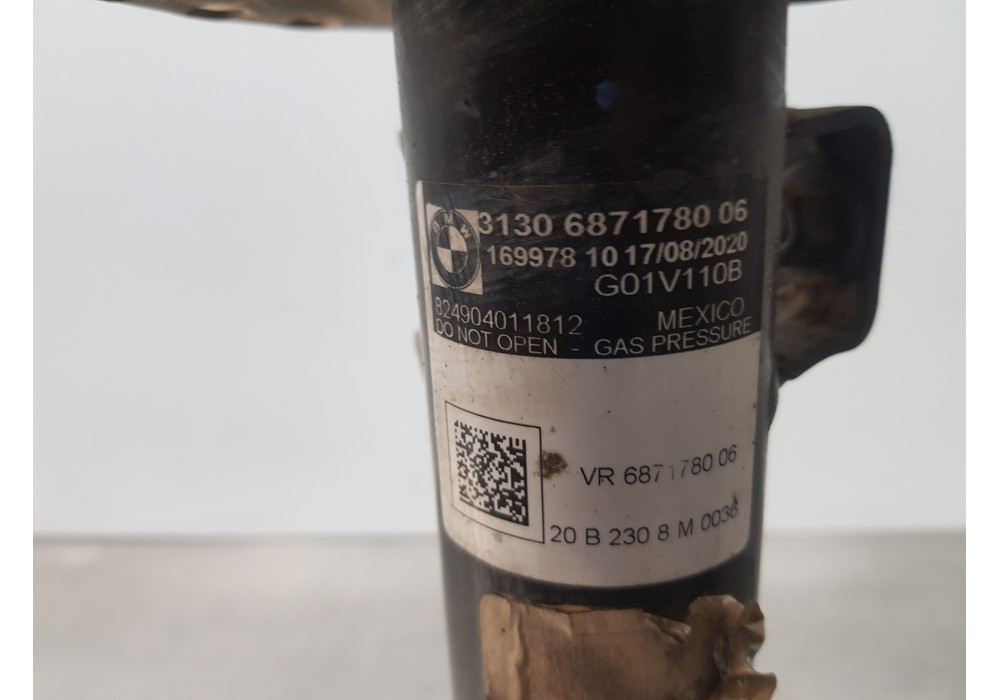 BMW
3130 6871780 06
169978 10 17/08/2020
G01V110B
824904011812 MEXICO
DO NOT OPEN - GAS PRESSURE
VR 6871780 06
20 B 230 8 M 0036